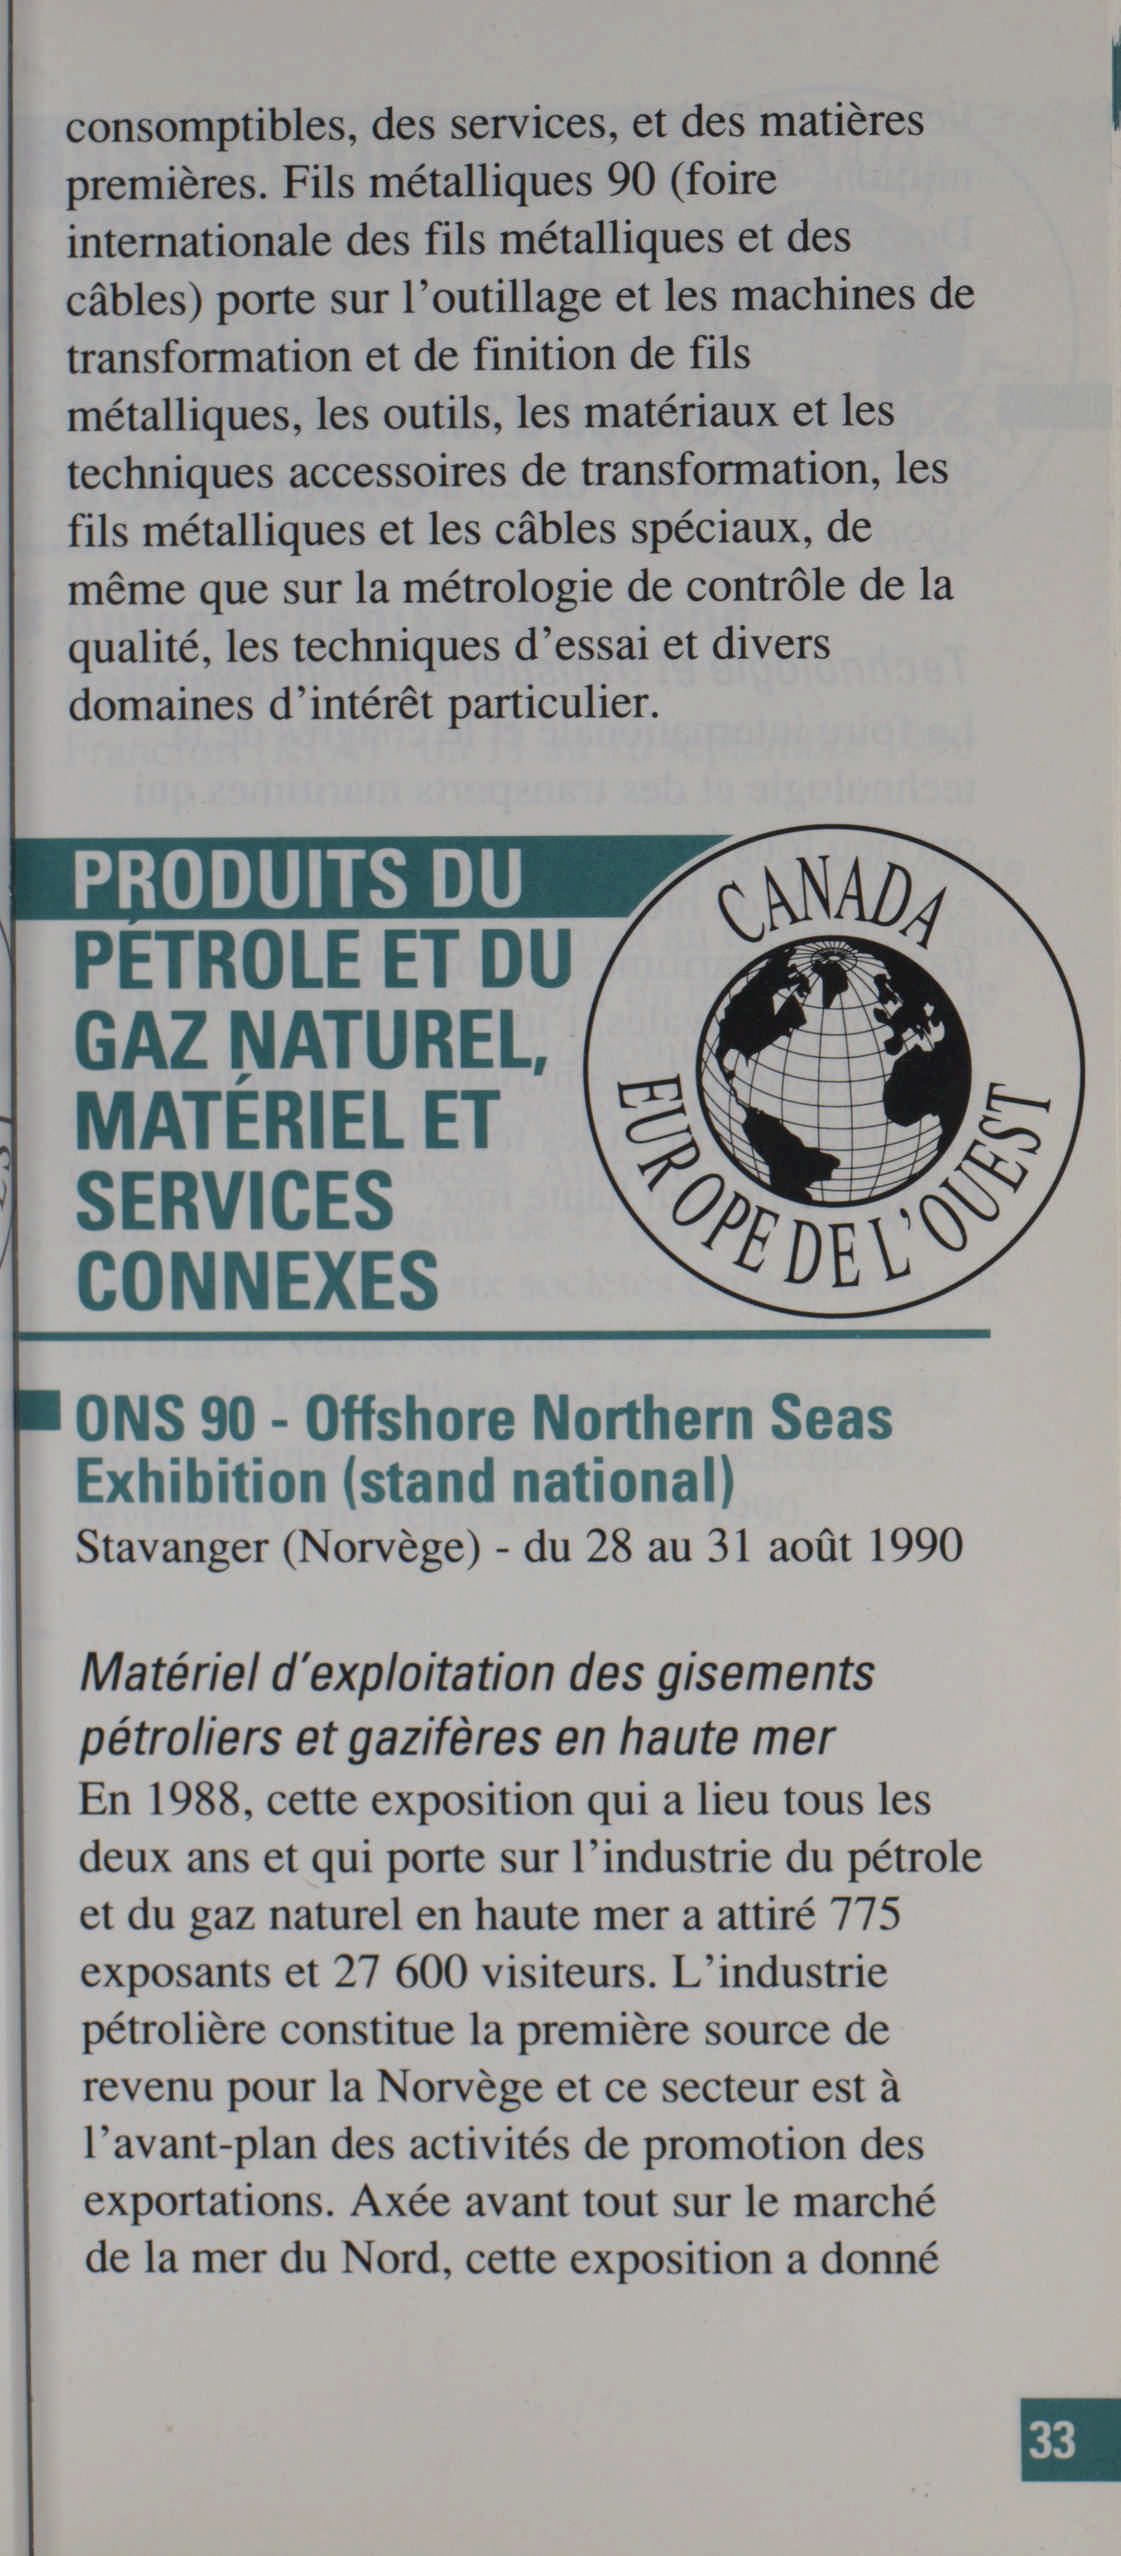 consomptibles, des services, et des matières
premières. Fils métalliques 90 (foire
internationale des fils métalliques et des
câbles) porte sur l'outillage et les machines de
transformation et de finition de fils
métalliques, les outils, les matériaux et les
techniques accessoires de transformation, les
fils métalliques et les câbles spéciaux, de
même que sur la métrologie de contrôle de la
qualité, les techniques d'essai et divers
domaines d'intérêt particulier.
PRODUITS DU
PÉTROLE ET DU
GAZ NATUREL,
MATÉRIEL ET
SERVICES
CONNEXES
CANADA
EUROPE DE L'OUEST
ONS 90 - Offshore Northern Seas
Exhibition (stand national)
Stavanger (Norvège) - du 28 au 31 août 1990
Matériel d'exploitation des gisements
pétroliers et gazifères en haute mer
En 1988, cette exposition qui a lieu tous les
deux ans et qui porte sur l'industrie du pétrole
et du gaz naturel en haute mer a attiré 775
exposants et 27 600 visiteurs. L'industrie
pétrolière constitue la première source de
revenu pour la Norvège et ce secteur est à
l'avant-plan des activités de promotion des
exportations. Axée avant tout sur le marché
de la mer du Nord, cette exposition a donné
33